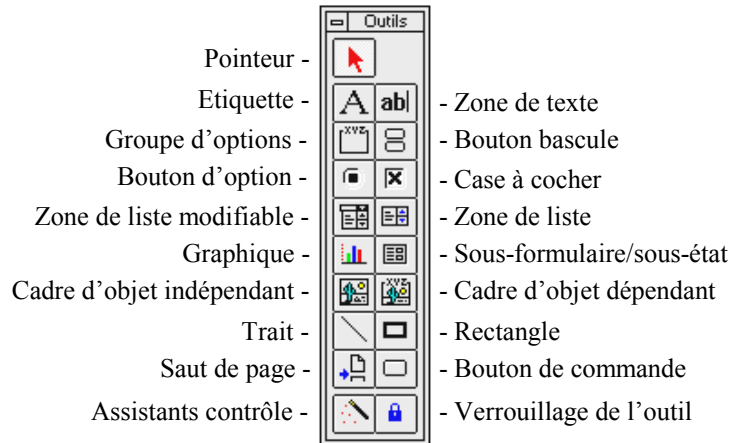 Outils
Pointeur -
Etiquette - A ab| - Zone de texte
Groupe d’options - XYZ - Bouton bascule
Bouton d’option - - Case à cocher
Zone de liste modifiable - - Zone de liste
Graphique - - Sous-formulaire/sous-état
Cadre d’objet indépendant - XYZ - Cadre d’objet dépendant
Trait - - Rectangle
Saut de page - - Bouton de commande
Assistants contrôle - - Verrouillage de l’outil